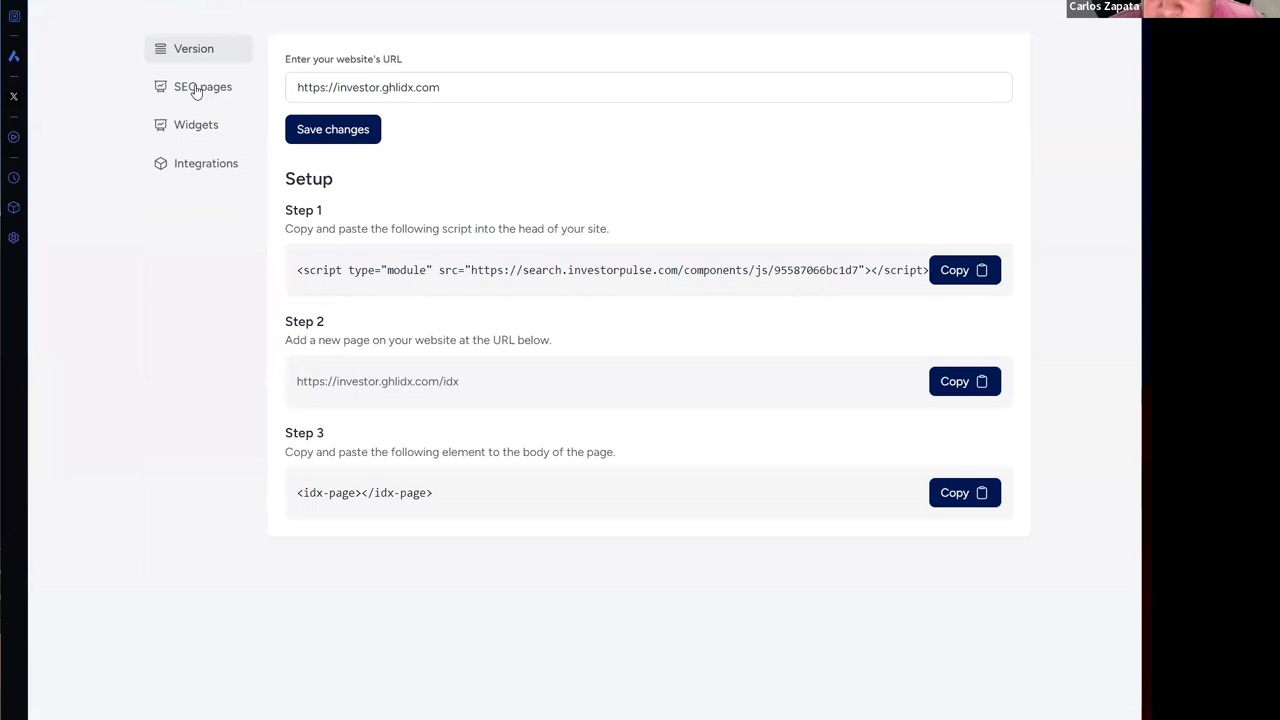 Carlos Zapata
Version
SEO pages
Widgets
Integrations
Enter your website's URL
https://investor.ghlidx.com
Save changes
Setup
Step 1
Copy and paste the following script into the head of your site.
<script type="module" src="https://search.investorpulse.com/components/js/95587066bc1d7"></script>
Copy
Step 2
Add a new page on your website at the URL below.
https://investor.ghlidx.com/idx
Copy
Step 3
Copy and paste the following element to the body of the page.
<idx-page></idx-page>
Copy